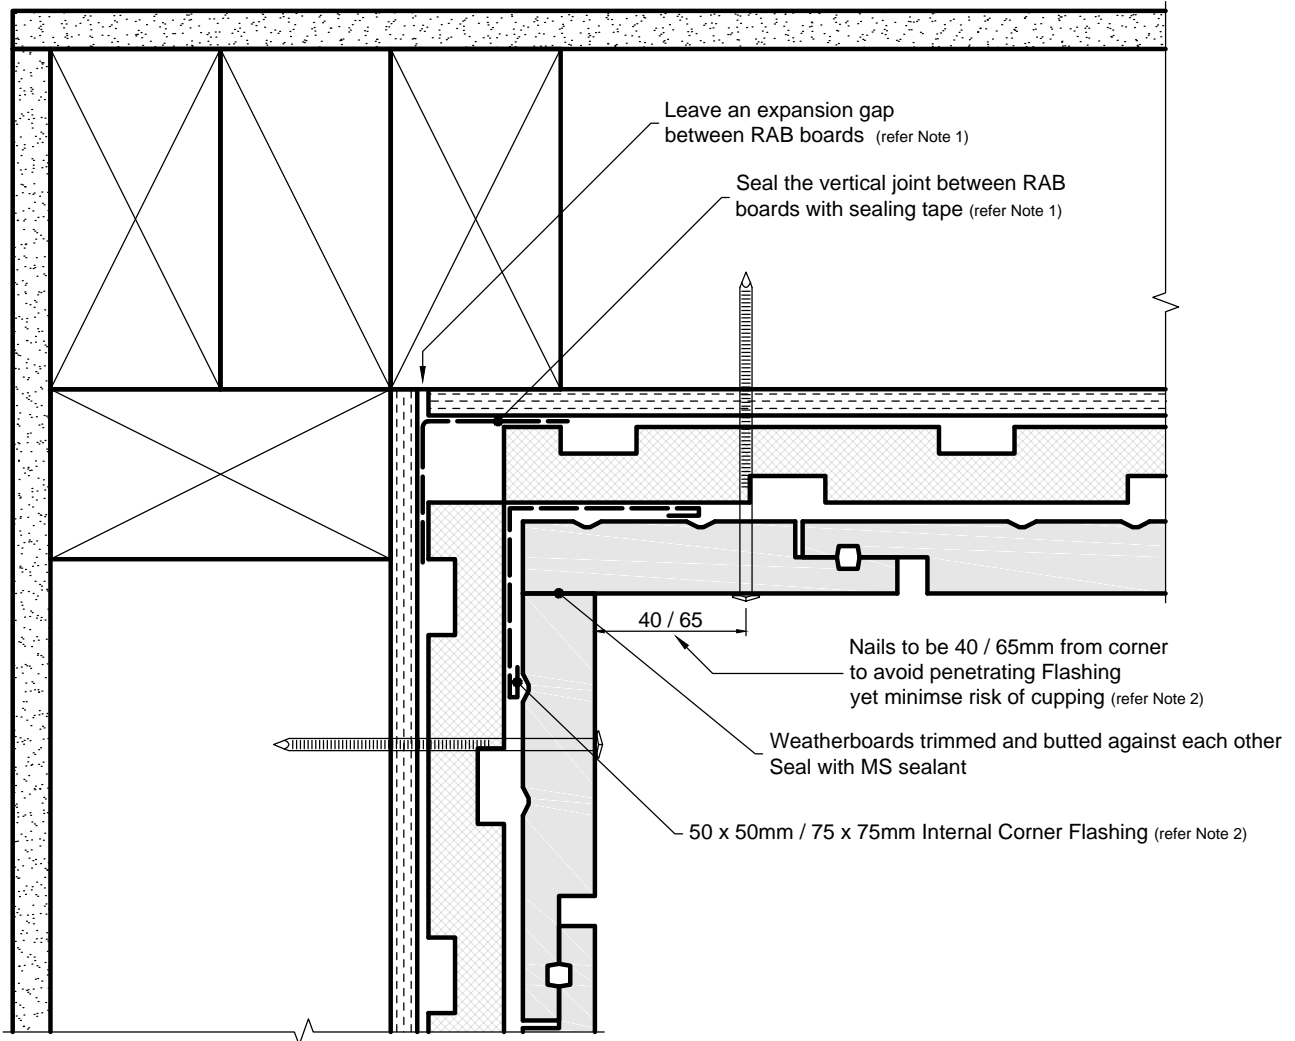 Leave an expansion gap
between RAB boards (refer Note 1)
Seal the vertical joint between RAB
boards with sealing tape (refer Note 1)
40 / 65
Nails to be 40 / 65mm from corner
to avoid penetrating Flashing
yet minimse risk of cupping (refer Note 2)
Weatherboards trimmed and butted against each other
Seal with MS sealant
50 x 50mm / 75 x 75mm Internal Corner Flashing (refer Note 2)